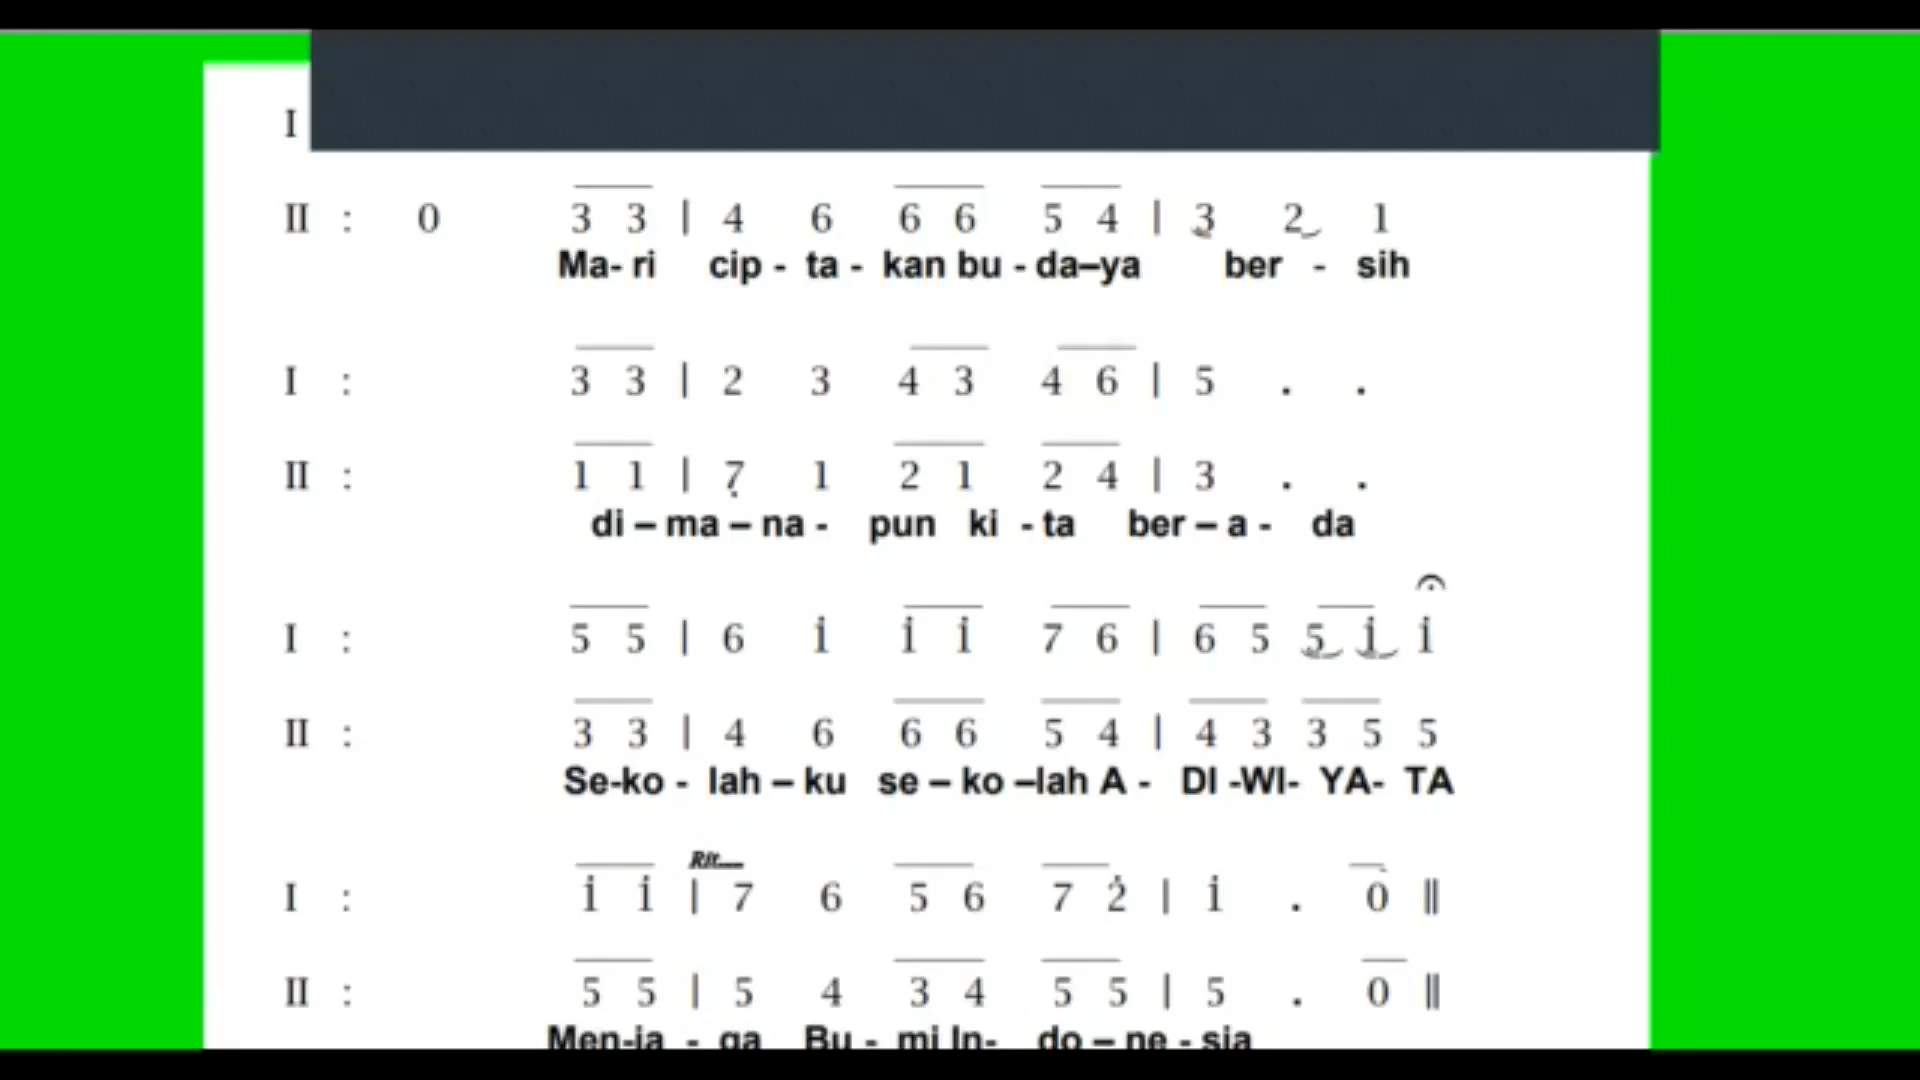 I
II : 0 3 3 | 4 6 6 6 5 4 | 3 2 1
Ma- ri cip - ta - kan bu - da–ya ber - sih
I : 3 3 | 2 3 4 3 4 6 | 5 . .
II : 1 1 | 7̣ 1 2 1 2 4 | 3 . .
di – ma – na - pun ki - ta ber – a - da
I : 5 5 | 6 i i i 7 6 | 6 5 5 i i
II : 3 3 | 4 6 6 6 5 4 | 4 3 3 5 5
Se-ko - lah – ku se – ko –lah A - DI -WI- YA- TA
Rit....
I : i i | 7 6 5 6 7 2̇ | i . 0 ||
II : 5 5 | 5 4 3 4 5 5 | 5 . 0 ||
Men-ja - ga Bu - mi In- do – ne - sia